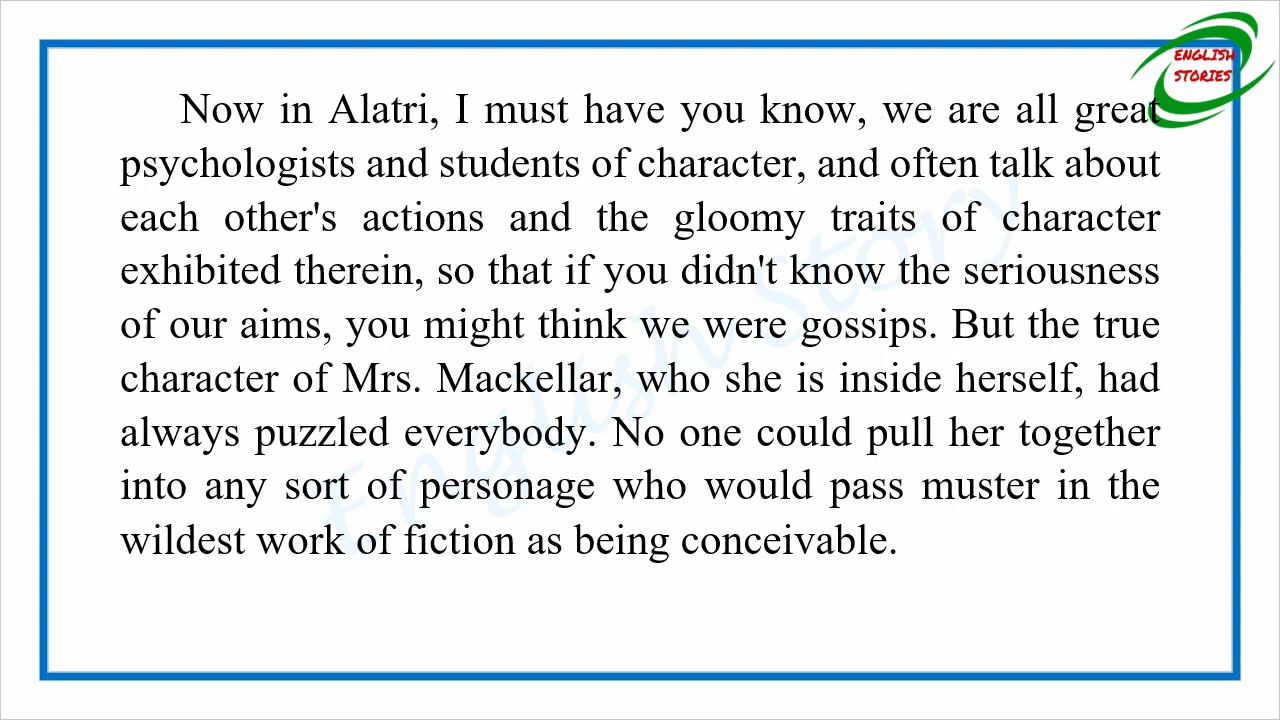 ENGLISH
STORIES
Now in Alatri, I must have you know, we are all great
psychologists and students of character, and often talk about
each other's actions and the gloomy traits of character
exhibited therein, so that if you didn't know the seriousness
of our aims, you might think we were gossips. But the true
character of Mrs. Mackellar, who she is inside herself, had
always puzzled everybody. No one could pull her together
into any sort of personage who would pass muster in the
wildest work of fiction as being conceivable.
English Story